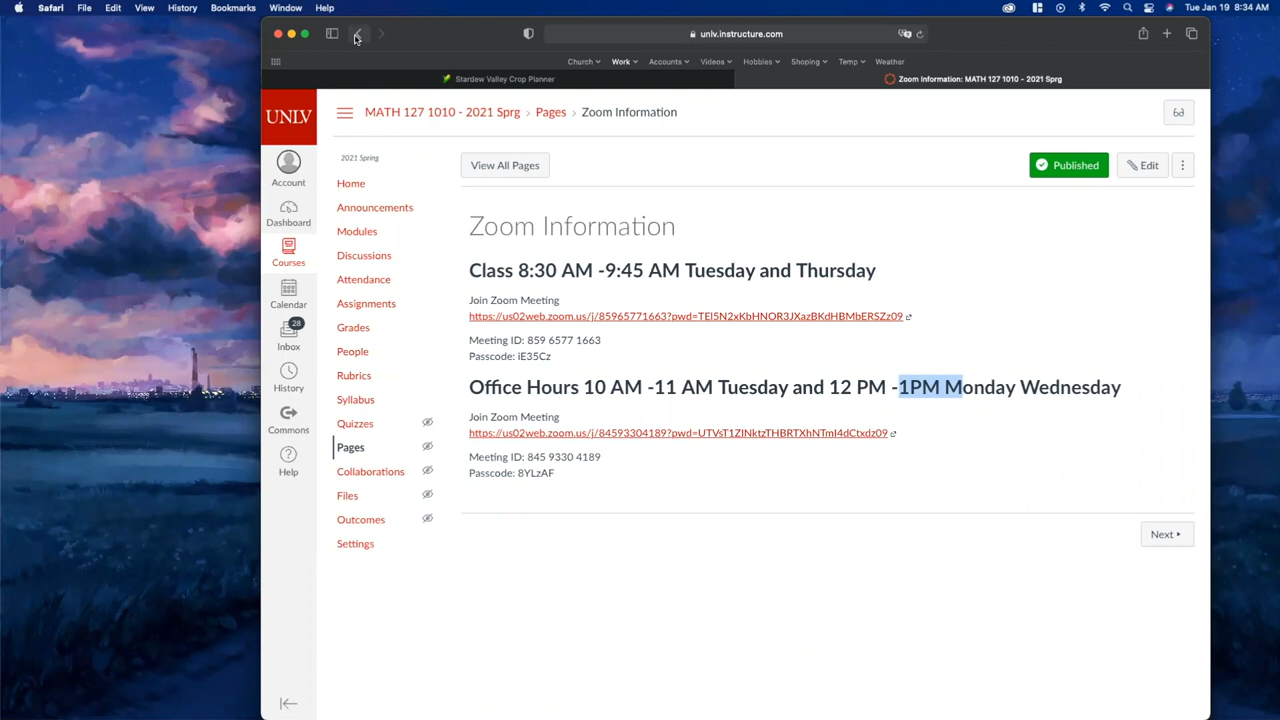 Safari File Edit View History Bookmarks Window Help Tue Jan 19 8:34 AM
unlv.instructure.com
Church Work Accounts Videos Hobbies Shoping Temp Weather
Stardew Valley Crop Planner
Zoom Information: MATH 127 1010 - 2021 Sprg
UNLV
Account
Dashboard
Courses
Calendar
28
Inbox
History
Commons
Help
MATH 127 1010 - 2021 Sprg › Pages › Zoom Information
2021 Spring
Home
Announcements
Modules
Discussions
Attendance
Assignments
Grades
People
Rubrics
Syllabus
Quizzes
Pages
Collaborations
Files
Outcomes
Settings
View All Pages
Published
Edit
Zoom Information
Class 8:30 AM -9:45 AM Tuesday and Thursday
Join Zoom Meeting
https://us02web.zoom.us/j/85965771663?pwd=TEl5N2xKbHNOR3JXazBKdHBMbERSZz09
Meeting ID: 859 6577 1663
Passcode: iE35Cz
Office Hours 10 AM -11 AM Tuesday and 12 PM -1PM Monday Wednesday
Join Zoom Meeting
https://us02web.zoom.us/j/84593304189?pwd=UTVsT1ZlNktzTHBRTXhNTml4dCtxdz09
Meeting ID: 845 9330 4189
Passcode: 8YLzAF
Next